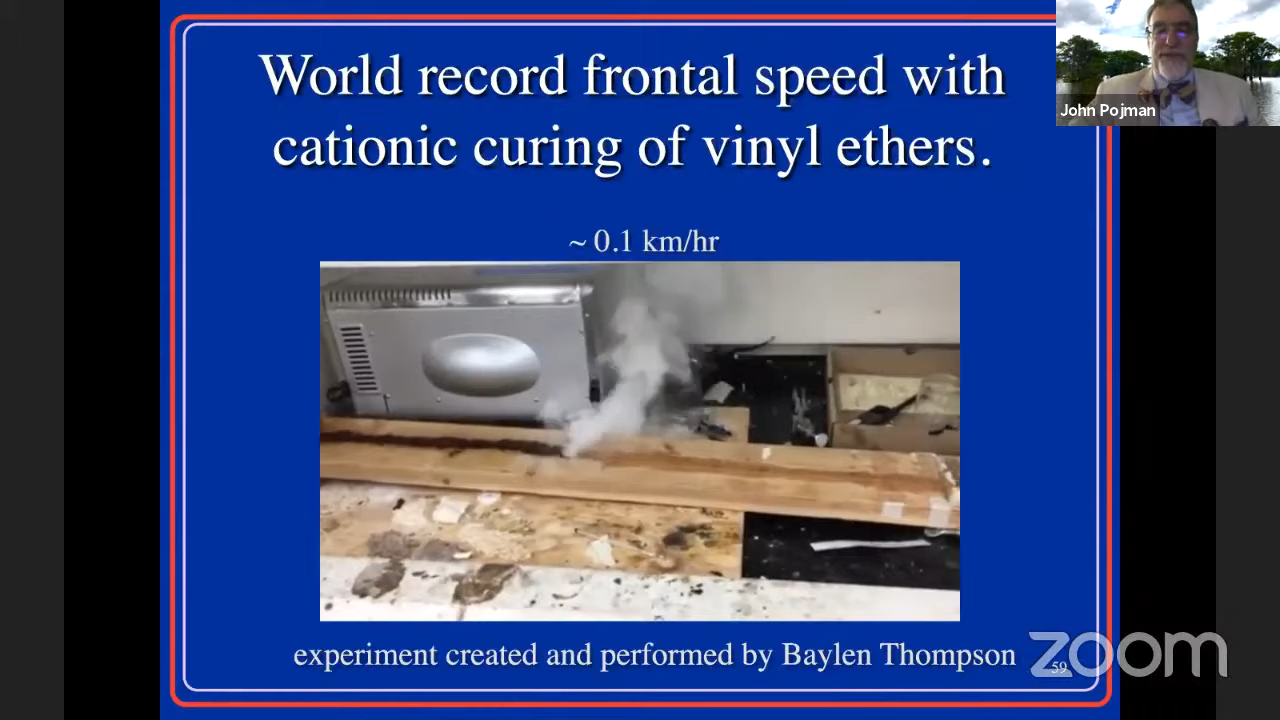 World record frontal speed with
cationic curing of vinyl ethers.
John Pojman
~ 0.1 km/hr
experiment created and performed by Baylen Thompson
59
zoom